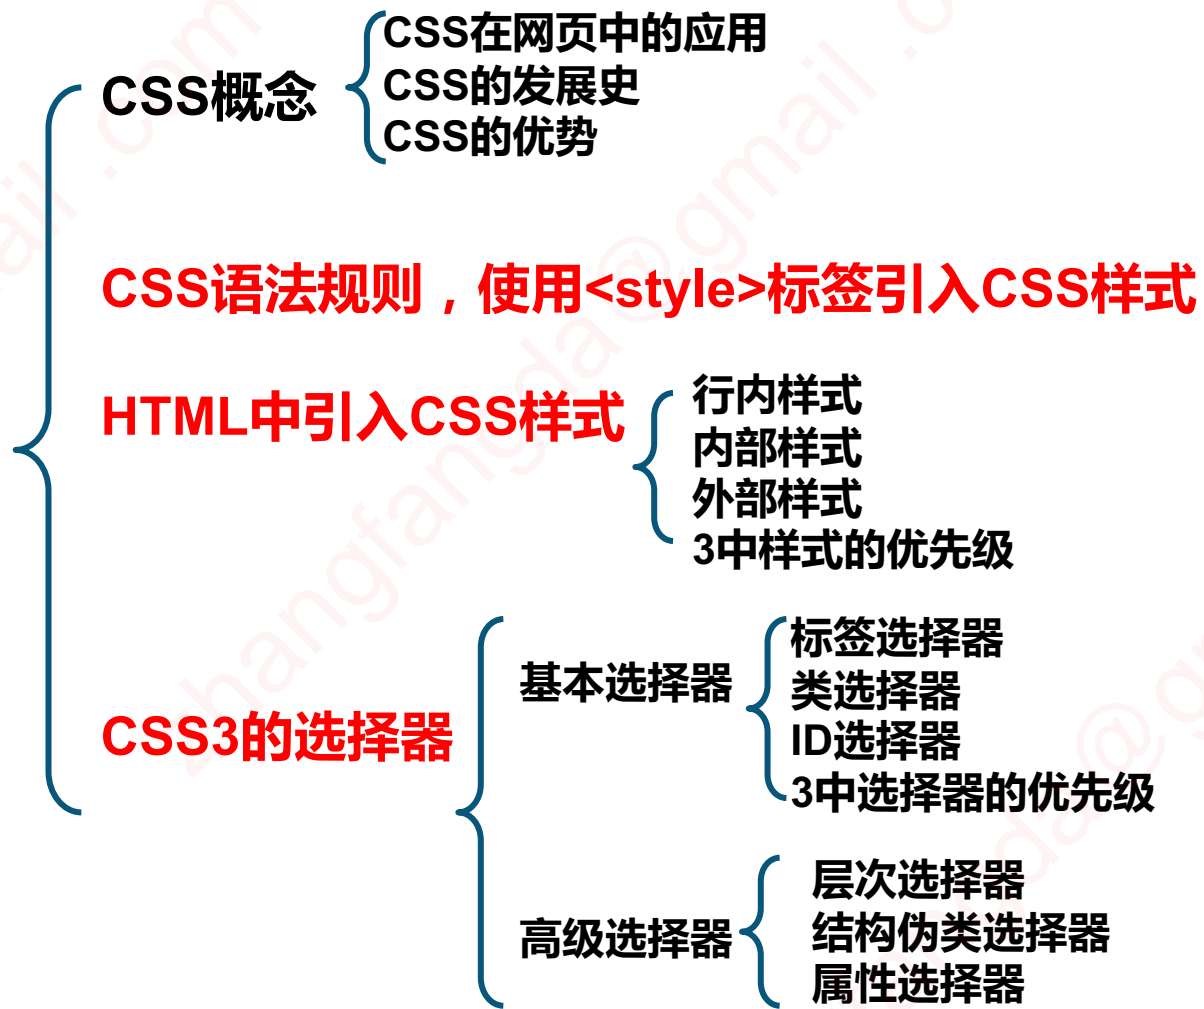 CSS在网页中的应用
CSS概念
CSS的发展史
CSS的优势
CSS语法规则，使用<style>标签引入CSS样式
HTML中引入CSS样式
行内样式
内部样式
外部样式
3中样式的优先级
CSS3的选择器
基本选择器
标签选择器
类选择器
ID选择器
3中选择器的优先级
高级选择器
层次选择器
结构伪类选择器
属性选择器
zhangfangda@gmail .com